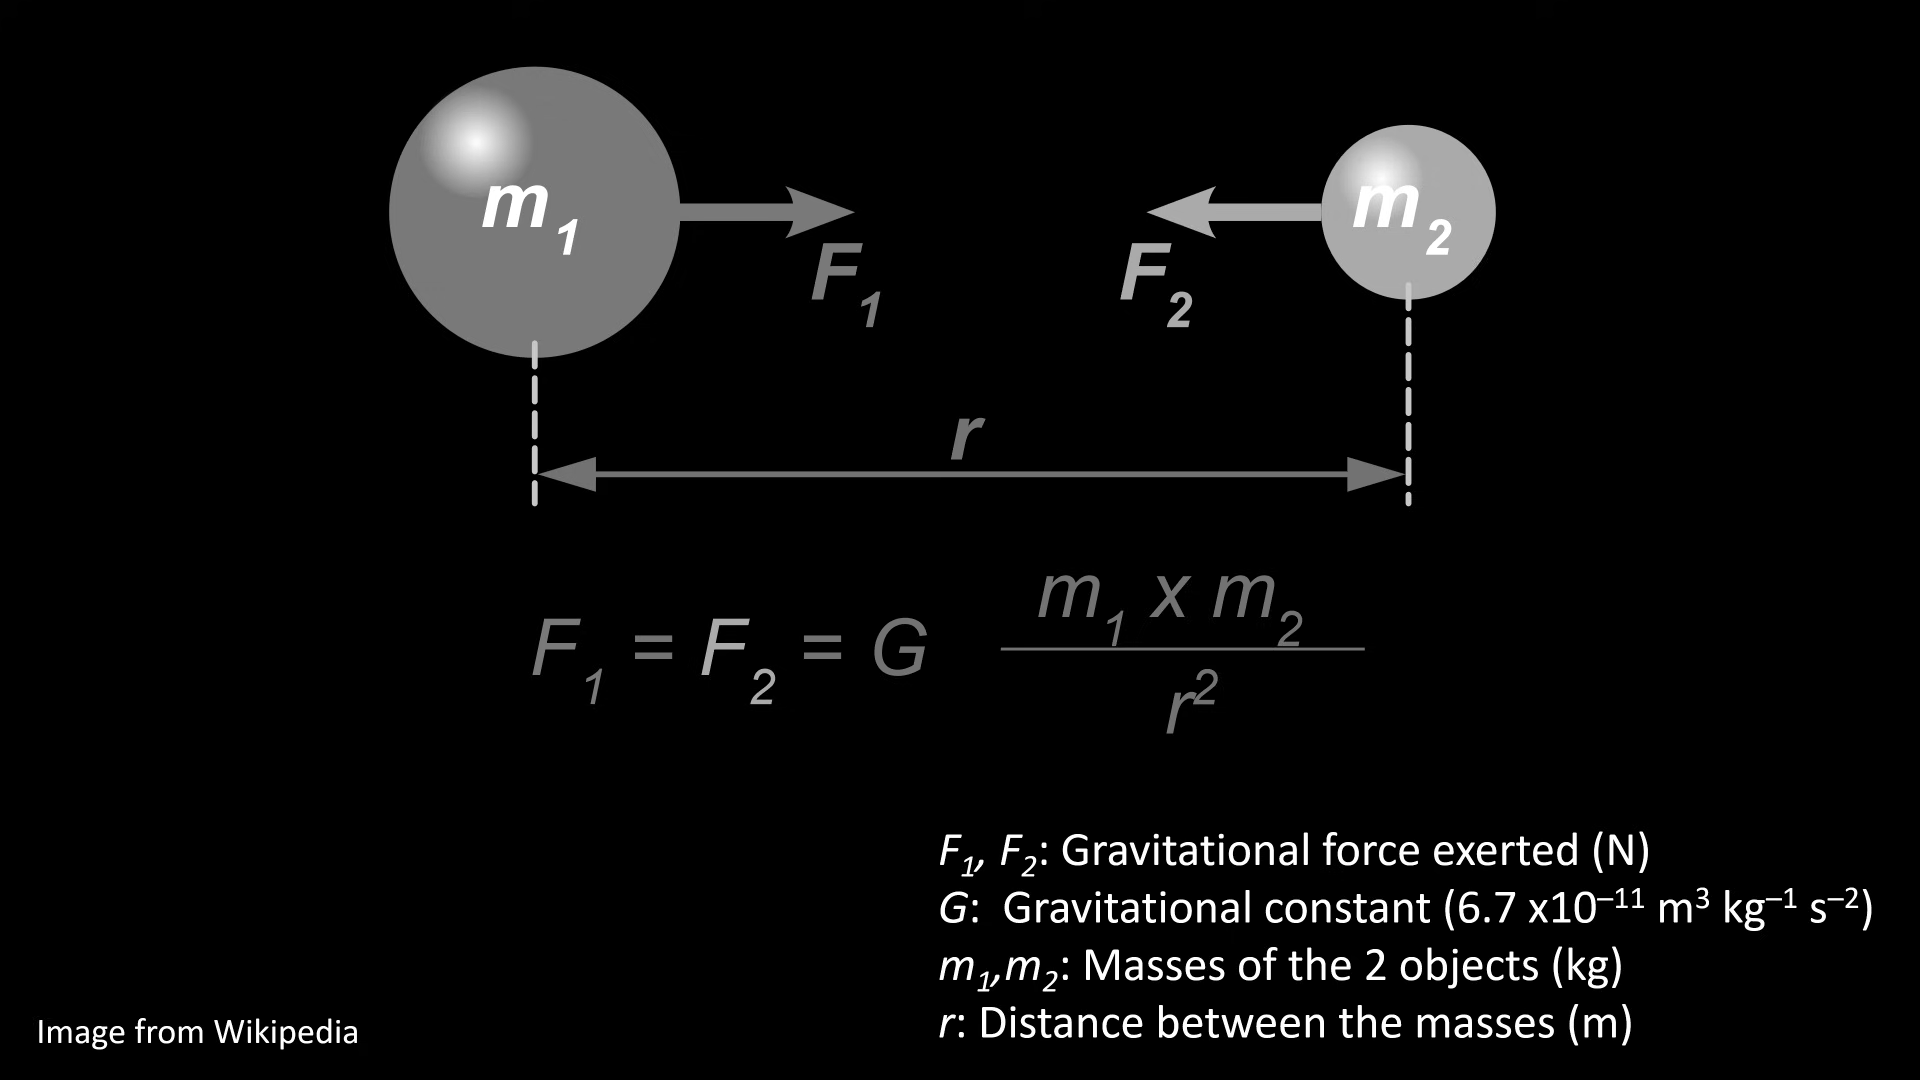 m₁
m₂
F₁
F₂
r
F₁ = F₂ = G m₁ x m₂
r²
F₁, F₂: Gravitational force exerted (N)
G: Gravitational constant (6.7 x10⁻¹¹ m³ kg⁻¹ s⁻²)
m₁,m₂: Masses of the 2 objects (kg)
r: Distance between the masses (m)
Image from Wikipedia